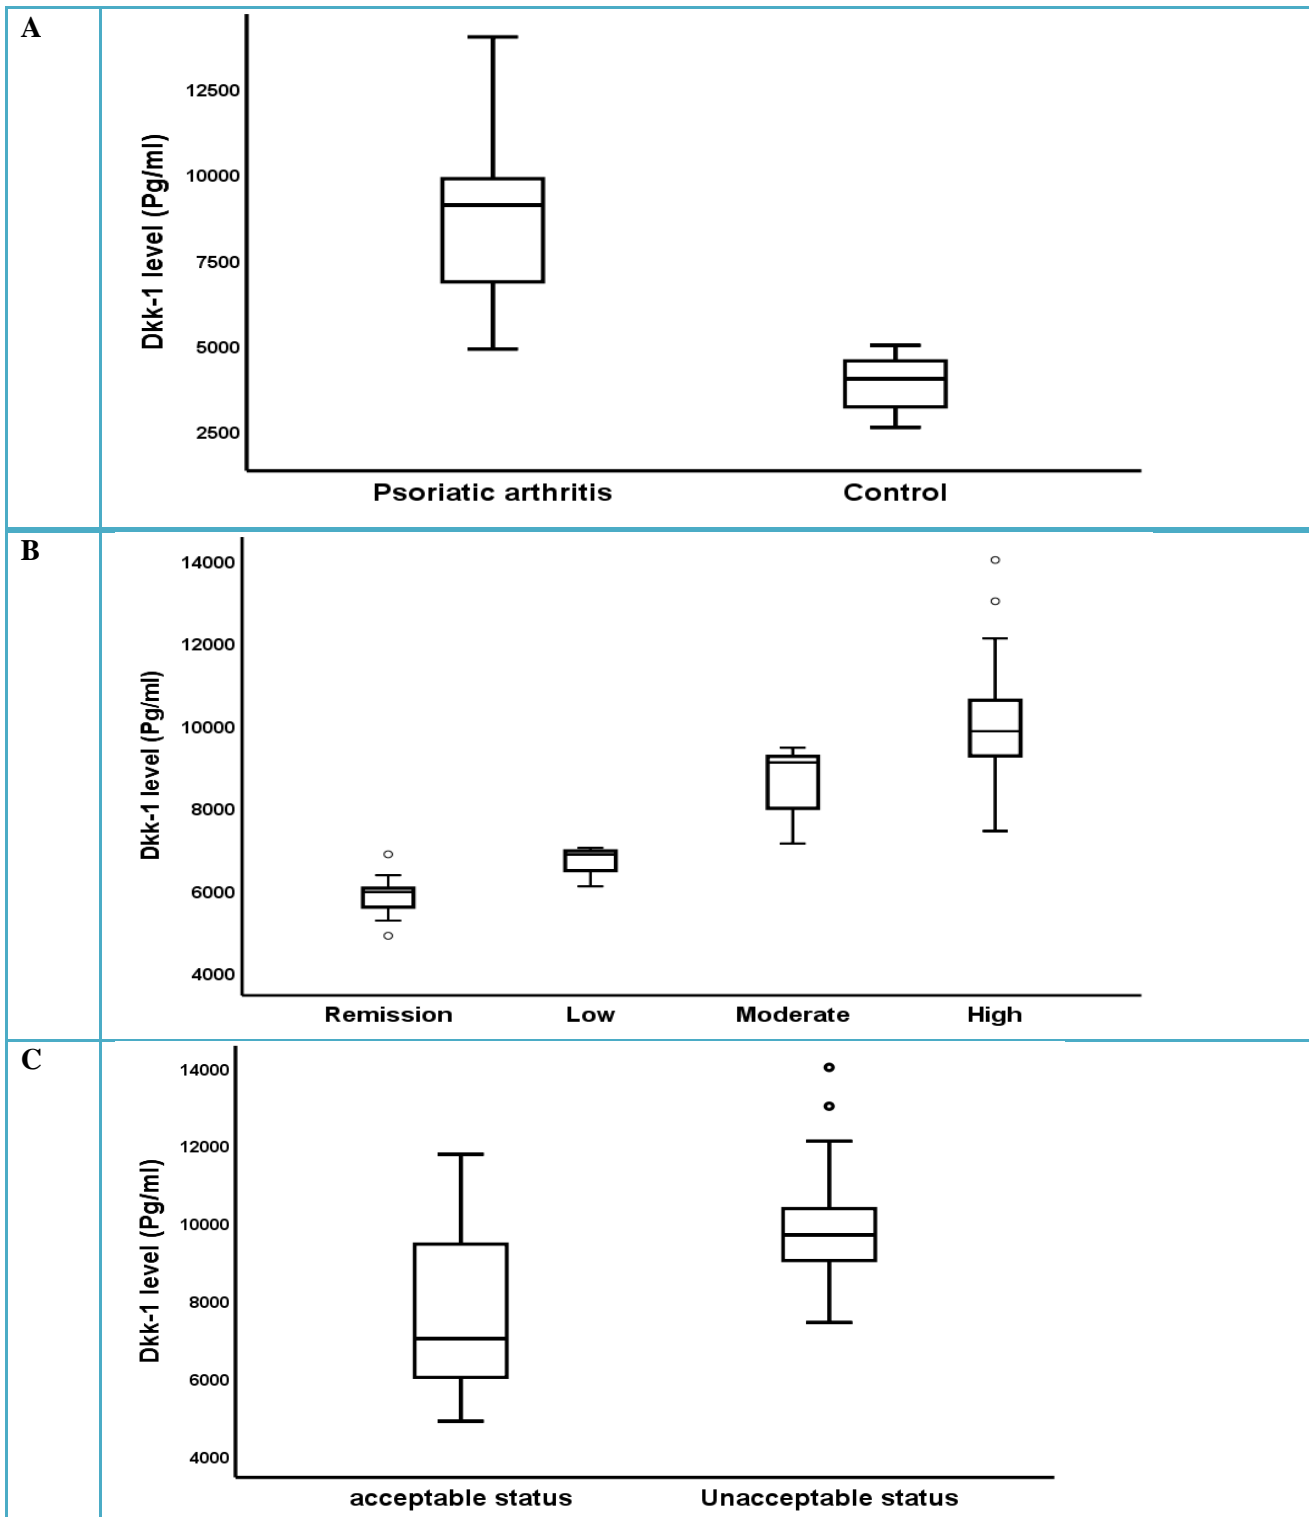 A
Dkk-1 level (Pg/ml)
12500
10000
7500
5000
2500
Psoriatic arthritis Control
B
Dkk-1 level (Pg/ml)
14000
12000
10000
8000
6000
4000
Remission Low Moderate High
C
Dkk-1 level (Pg/ml)
14000
12000
10000
8000
6000
4000
acceptable status Unacceptable status